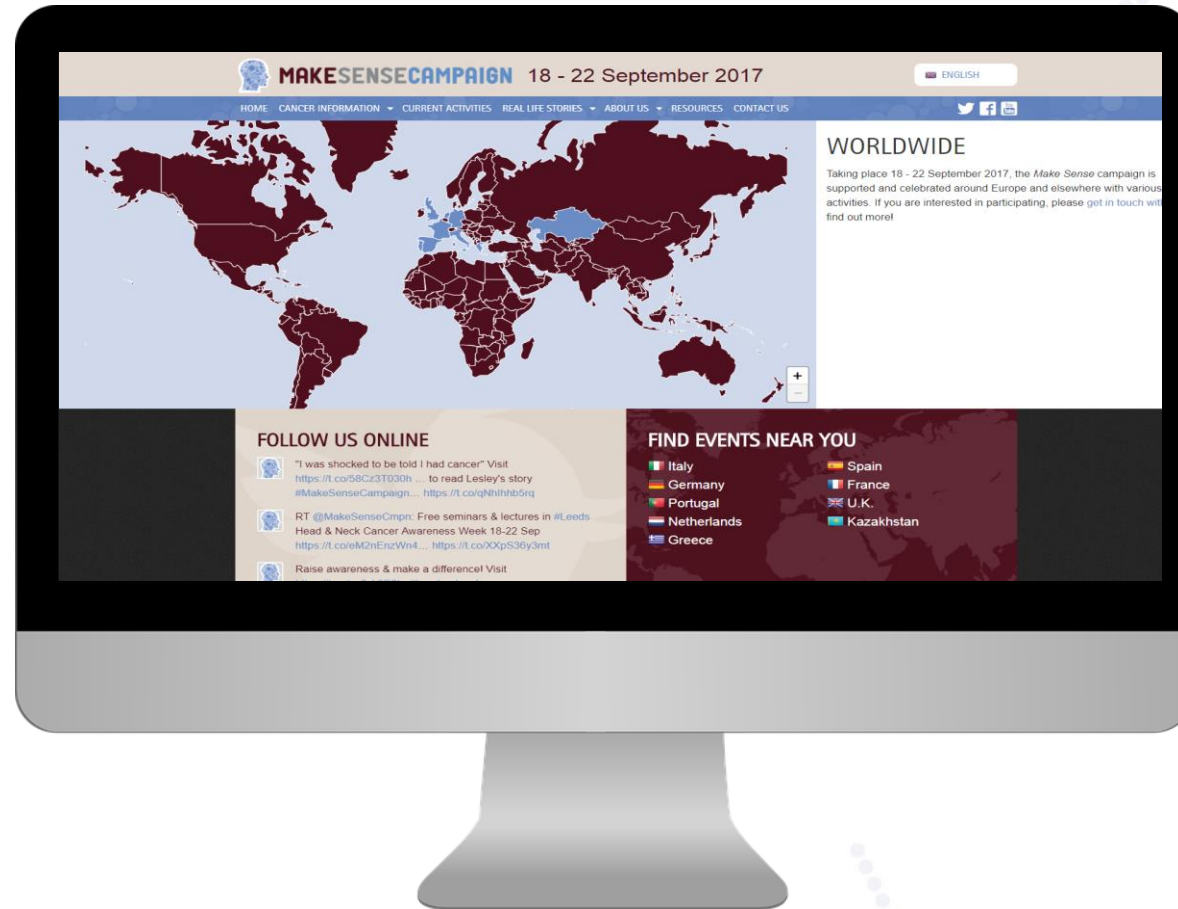 MAKESENSECAMPAIGN 18 - 22 September 2017
ENGLISH
HOME CANCER INFORMATION CURRENT ACTIVITIES REAL LIFE STORIES ABOUT US RESOURCES CONTACT US
WORLDWIDE
Taking place 18 - 22 September 2017, the Make Sense campaign is
supported and celebrated around Europe and elsewhere with various
activities. If you are interested in participating, please get in touch with
find out more!
+
−
FOLLOW US ONLINE
"I was shocked to be told I had cancer" Visit
https://t.co/58Cz3T030h … to read Lesley's story
#MakeSenseCampaign… https://t.co/qNhIhhb5rq
RT @MakeSenseCmpn: Free seminars & lectures in #Leeds
Head & Neck Cancer Awareness Week 18-22 Sep
https://t.co/eM2nEnzWn4… https://t.co/XXpS36y3mt
Raise awareness & make a difference! Visit
FIND EVENTS NEAR YOU
Italy
Germany
Portugal
Netherlands
Greece
Spain
France
U.K.
Kazakhstan